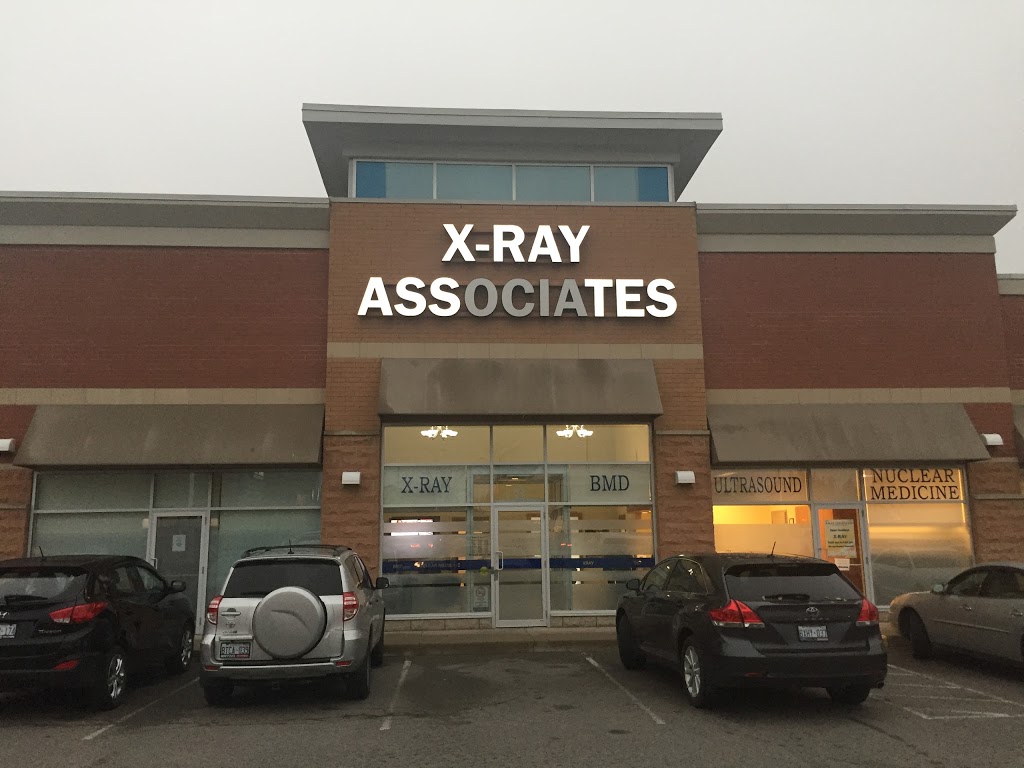 X-RAY
ASSOCIATES
X-RAY
BMD
ULTRASOUND
NUCLEAR
MEDICINE
X-RAY